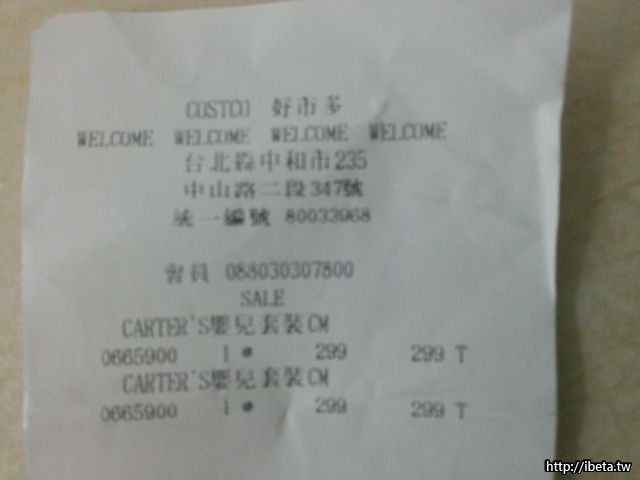 COSTCO 好市多
WELCOME WELCOME WELCOME WELCOME
台北縣中和市235
中山路二段347號
統一編號 80033968
會員 088030307800
SALE
CARTER'S嬰兒套裝CM
0665900 1 @ 299 299 T
CARTER'S嬰兒套裝CM
0665900 1 @ 299 299 T
http://ibeta.tw